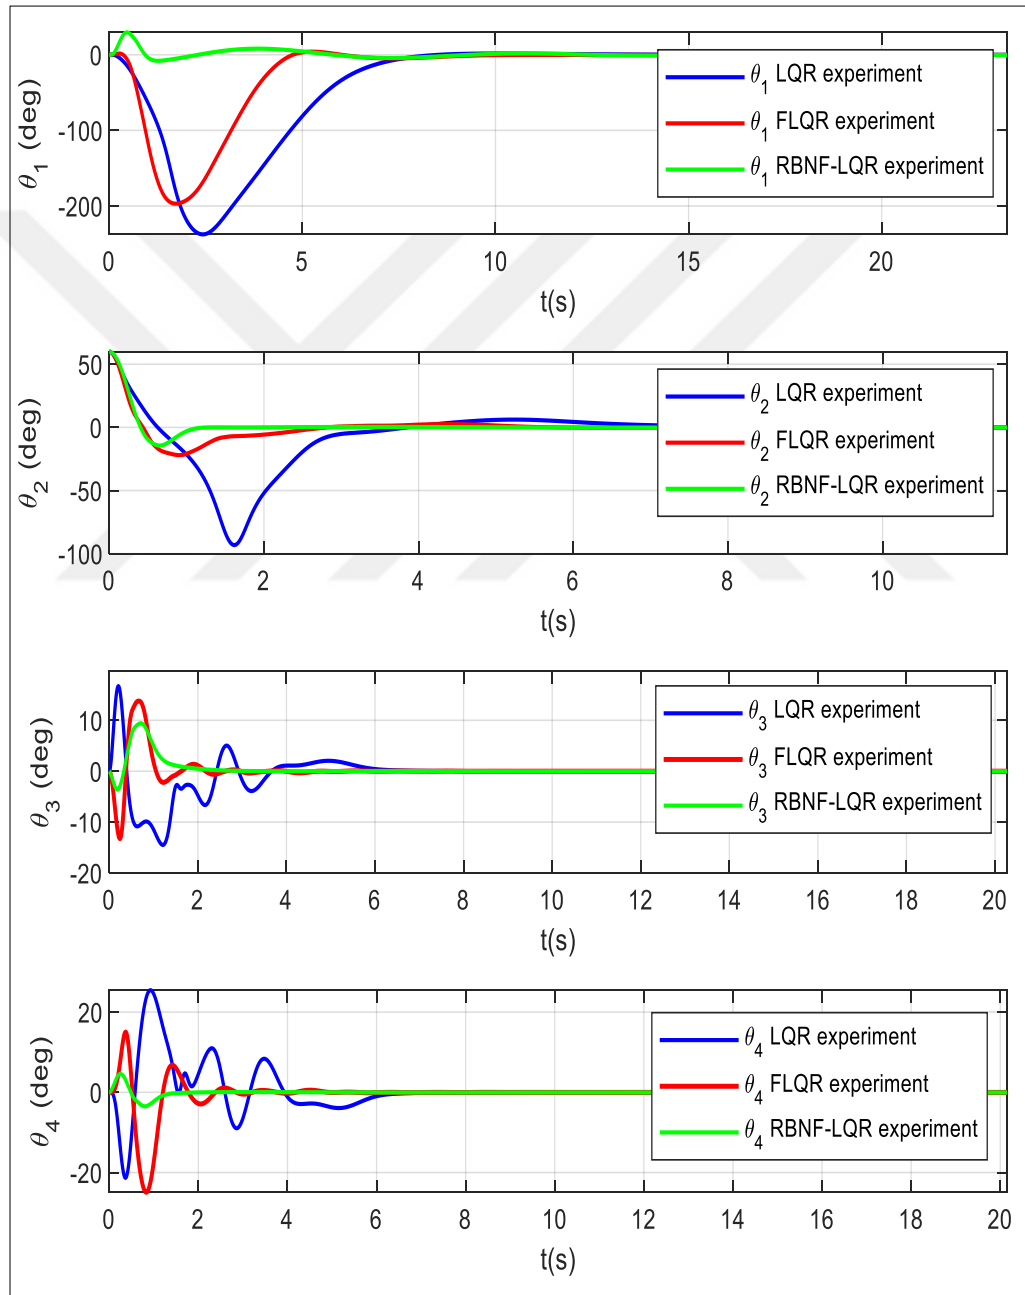 0
-100
-200
θ1 (deg)
θ1 LQR experiment
θ1 FLQR experiment
θ1 RBNF-LQR experiment
0 5 10 15 20
t(s)
50
0
-50
-100
θ2 (deg)
θ2 LQR experiment
θ2 FLQR experiment
θ2 RBNF-LQR experiment
0 2 4 6 8 10
t(s)
10
0
-10
-20
θ3 (deg)
θ3 LQR experiment
θ3 FLQR experiment
θ3 RBNF-LQR experiment
0 2 4 6 8 10 12 14 16 18 20
t(s)
20
0
-20
θ4 (deg)
θ4 LQR experiment
θ4 FLQR experiment
θ4 RBNF-LQR experiment
0 2 4 6 8 10 12 14 16 18 20
t(s)